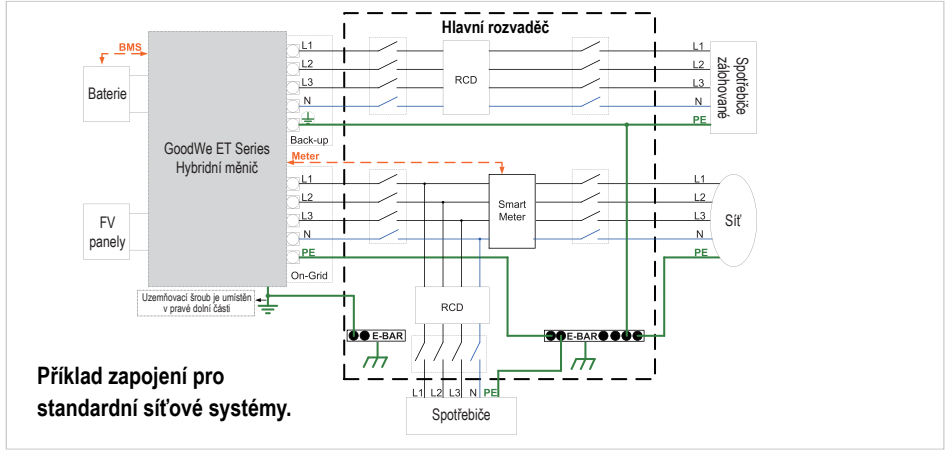 Hlavní rozvaděč
BMS
Baterie
GoodWe ET Series
Hybridní měnič
FV
panely
L1
L2
L3
N
Back-up
RCD
L1
L2
L3
N
PE
Spotřebiče
zálohované
Meter
L1
L2
L3
N
PE
On-Grid
Smart
Meter
L1
L2
L3
N
PE
Síť
Uzemňovací šroub je umístěn
v pravé dolní části
RCD
E-BAR
E-BAR
L1 L2 L3 N PE
Spotřebiče
Příklad zapojení pro
standardní síťové systémy.